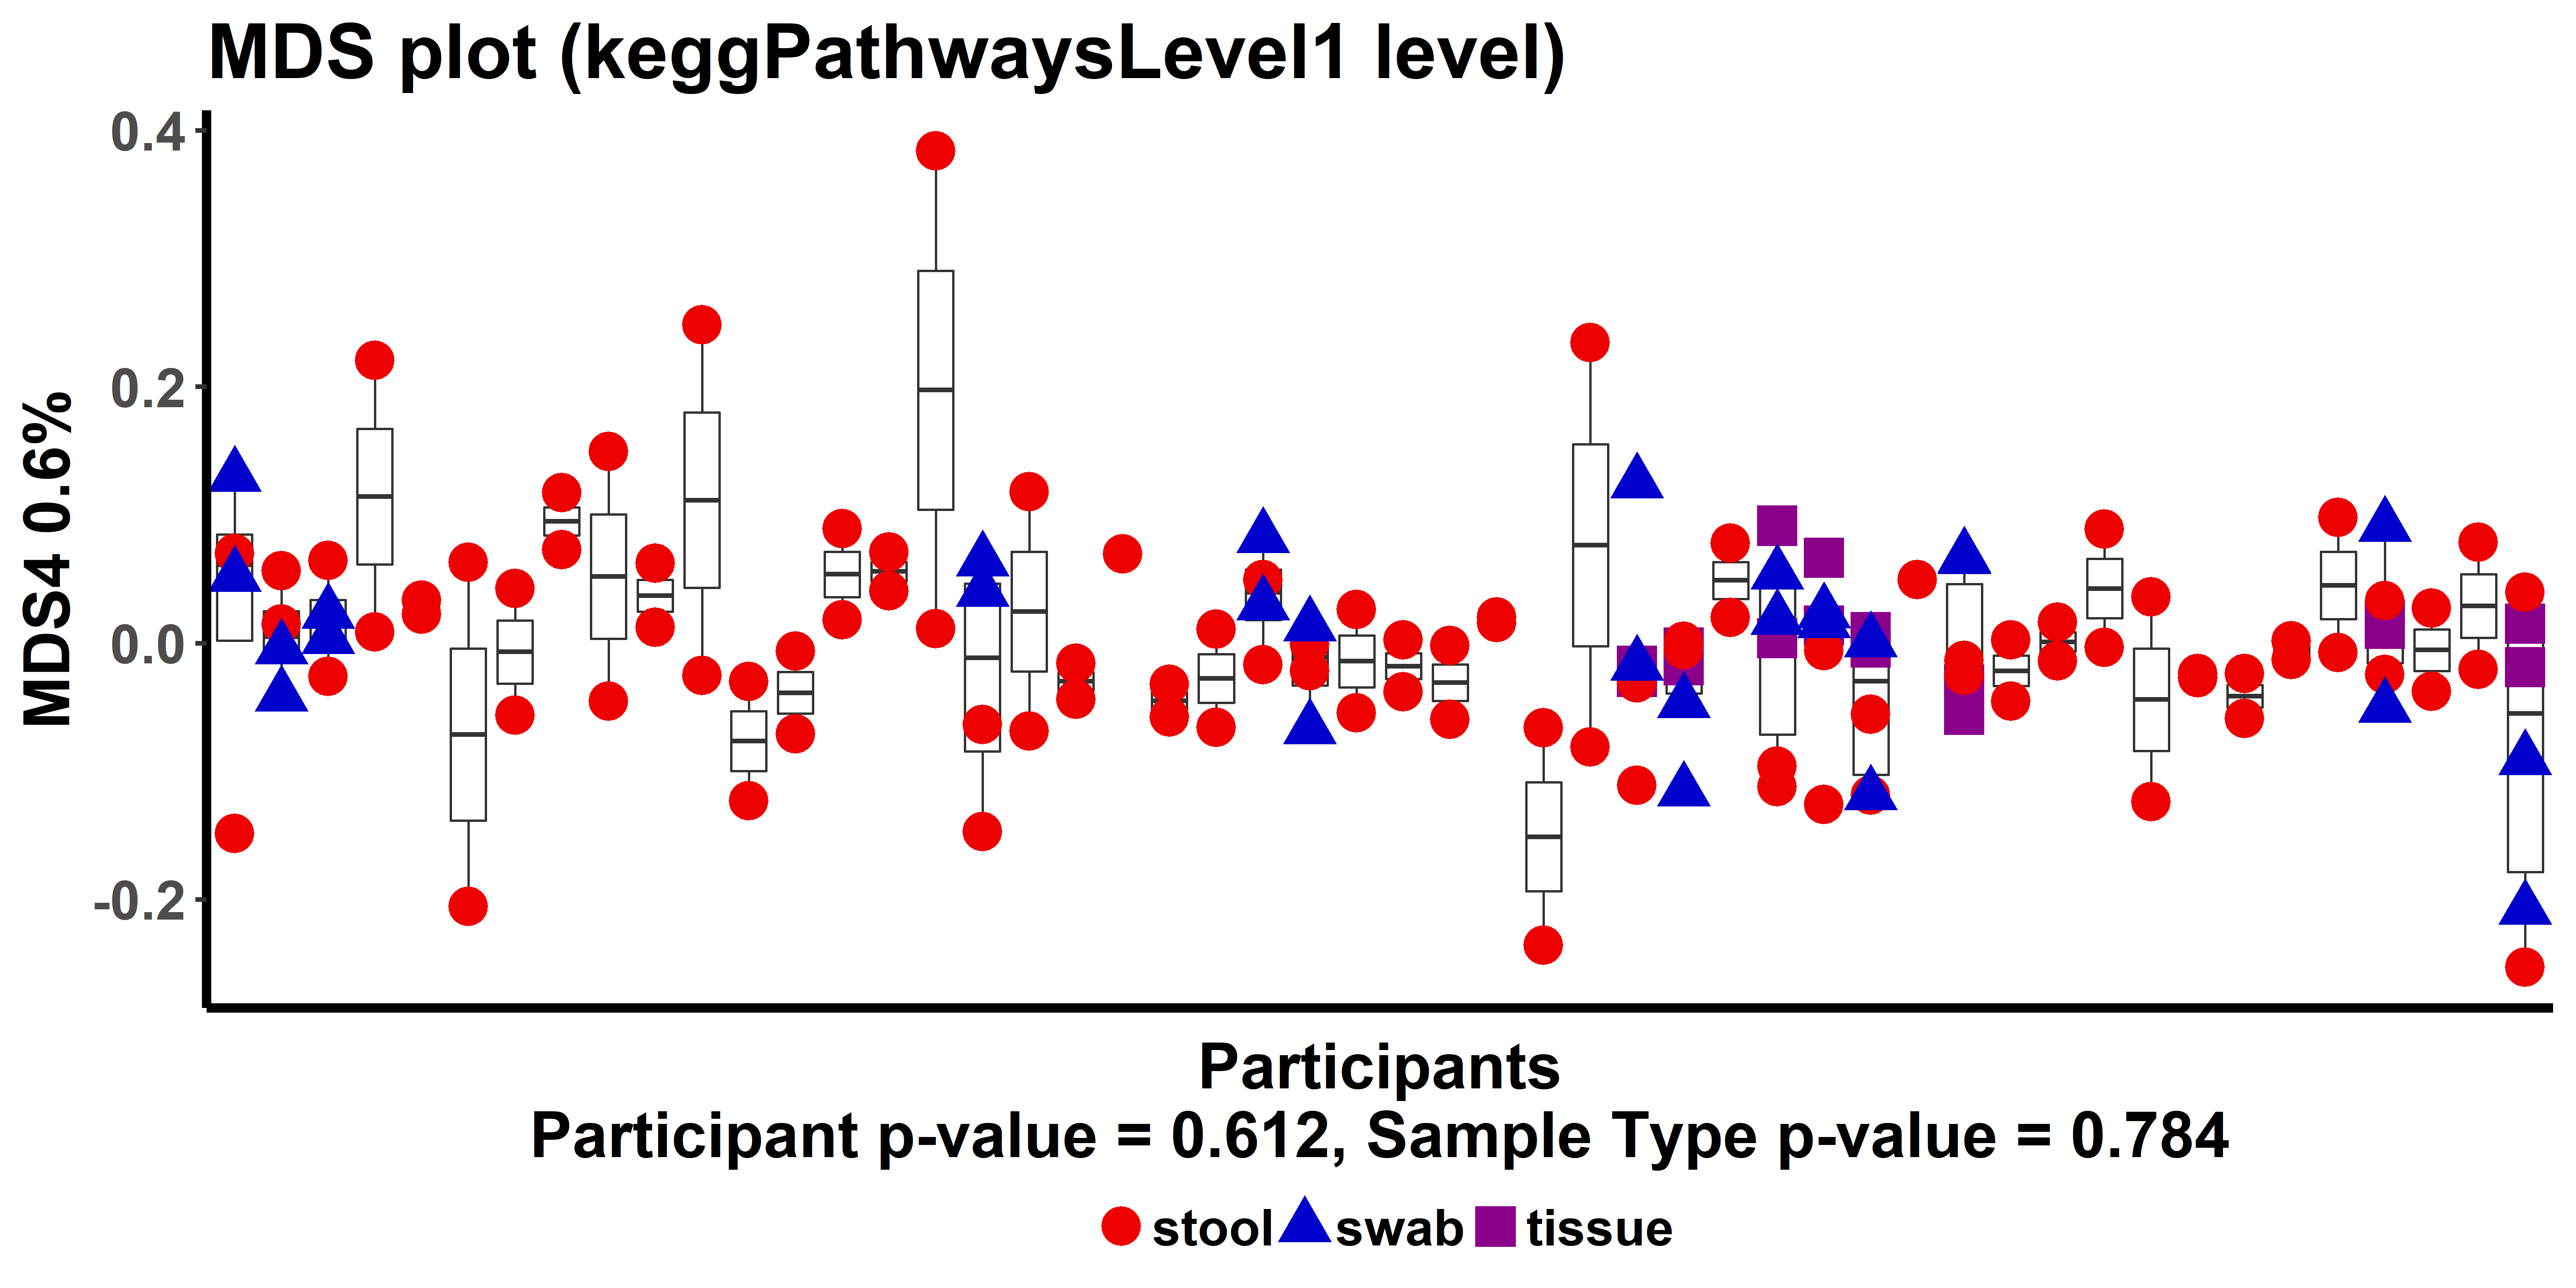 MDS plot (keggPathwaysLevel1 level)
0.4
0.2
0.0
-0.2
MDS4 0.6%
Participants
Participant p-value = 0.612, Sample Type p-value = 0.784
stool swab tissue